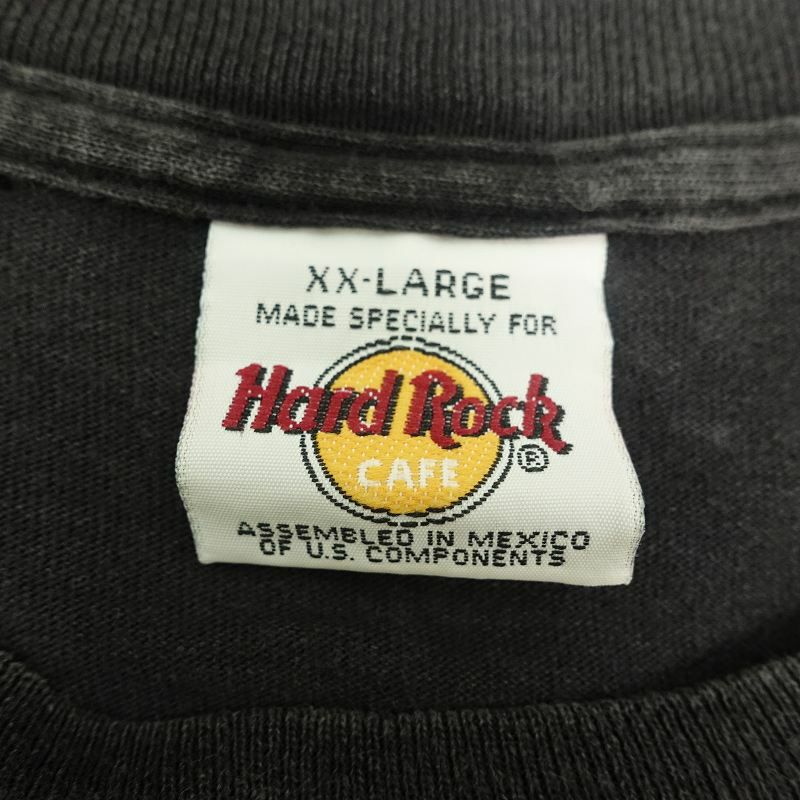 XX-LARGE
MADE SPECIALLY FOR
Hard Rock
CAFE
®
ASSEMBLED IN MEXICO
OF U.S. COMPONENTS